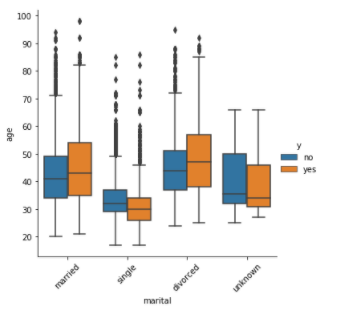 100
90
80
70
60
50
40
30
20
age
married
single
divorced
unknown
marital
y
no
yes